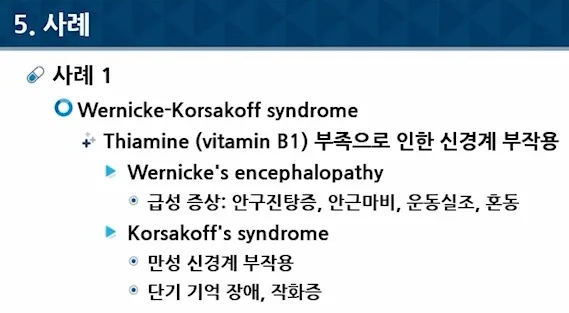 5. 사례
사례 1
Wernicke-Korsakoff syndrome
Thiamine (vitamin B1) 부족으로 인한 신경계 부작용
Wernicke's encephalopathy
급성 증상: 안구진탕증, 안근마비, 운동실조, 혼동
Korsakoff's syndrome
만성 신경계 부작용
단기 기억 장애, 작화증